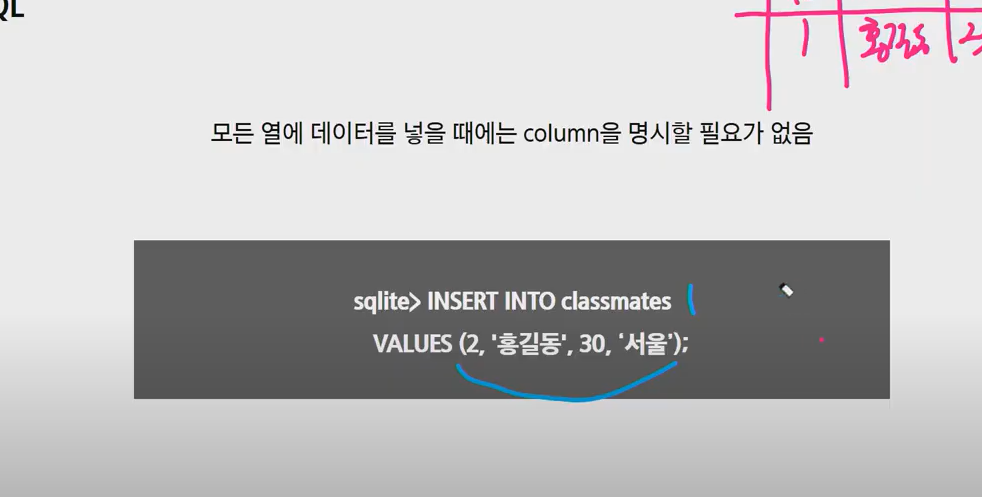 QL
1 홍길동 2
모든 열에 데이터를 넣을 때에는 column을 명시할 필요가 없음
sqlite> INSERT INTO classmates
VALUES (2, '홍길동', 30, ‘서울’);